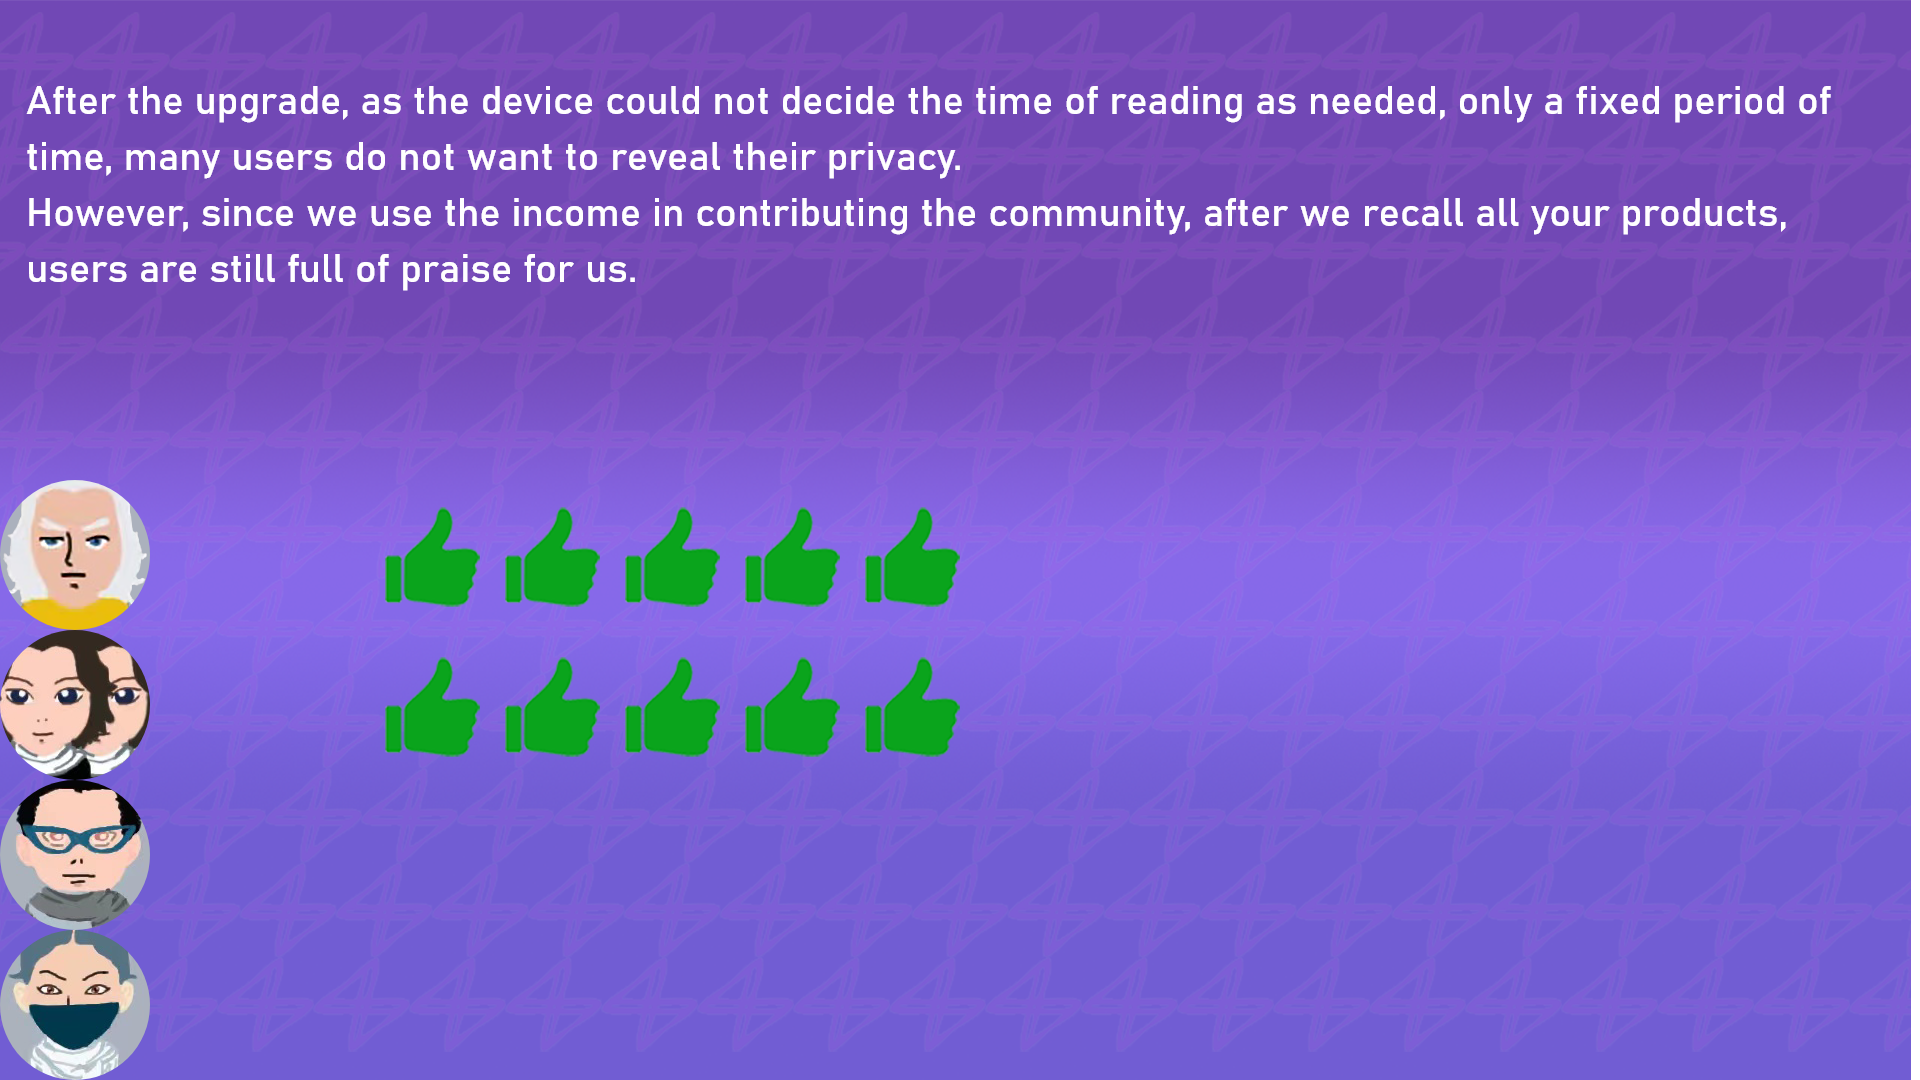 After the upgrade, as the device could not decide the time of reading as needed, only a fixed period of
time, many users do not want to reveal their privacy.
However, since we use the income in contributing the community, after we recall all your products,
users are still full of praise for us.